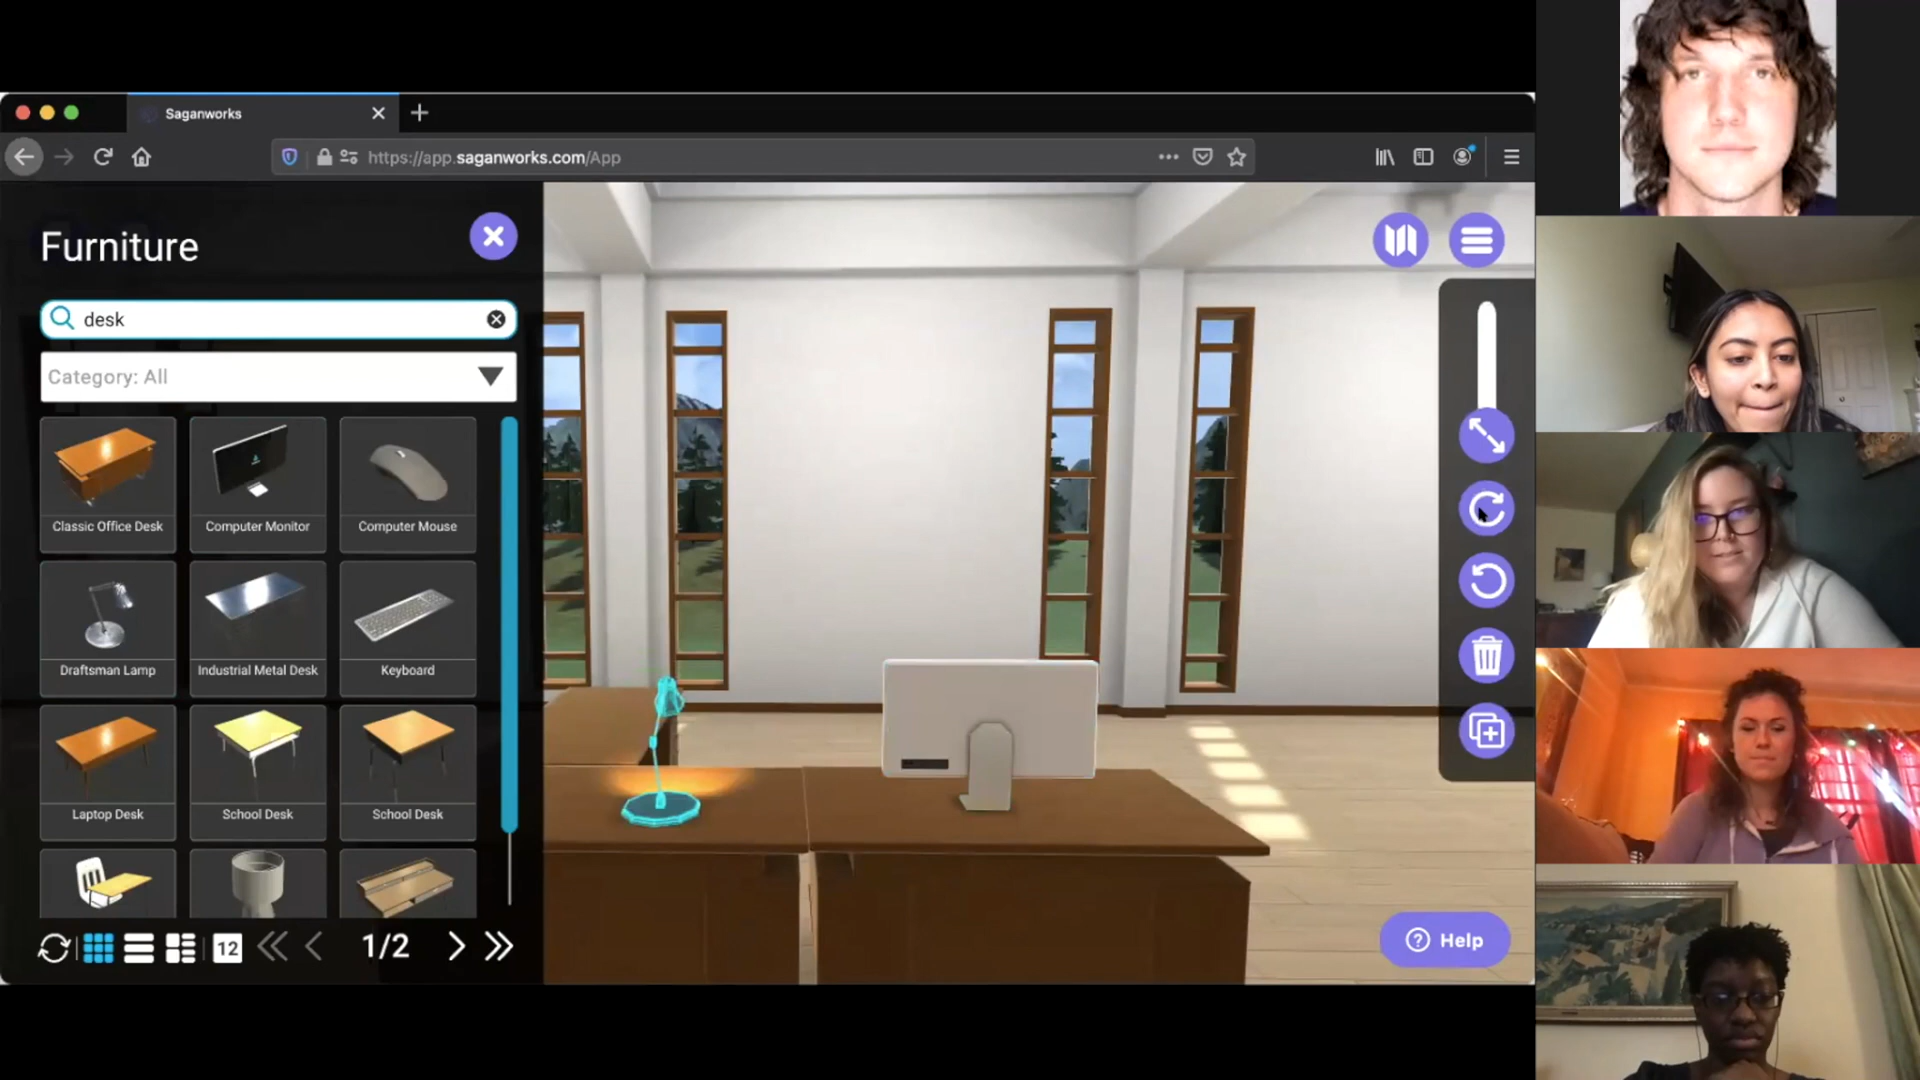 Saganworks
https://app.saganworks.com/App
Furniture
desk
Category: All
Classic Office Desk
Computer Monitor
Computer Mouse
Draftsman Lamp
Industrial Metal Desk
Keyboard
Laptop Desk
School Desk
School Desk
12
1/2
Help